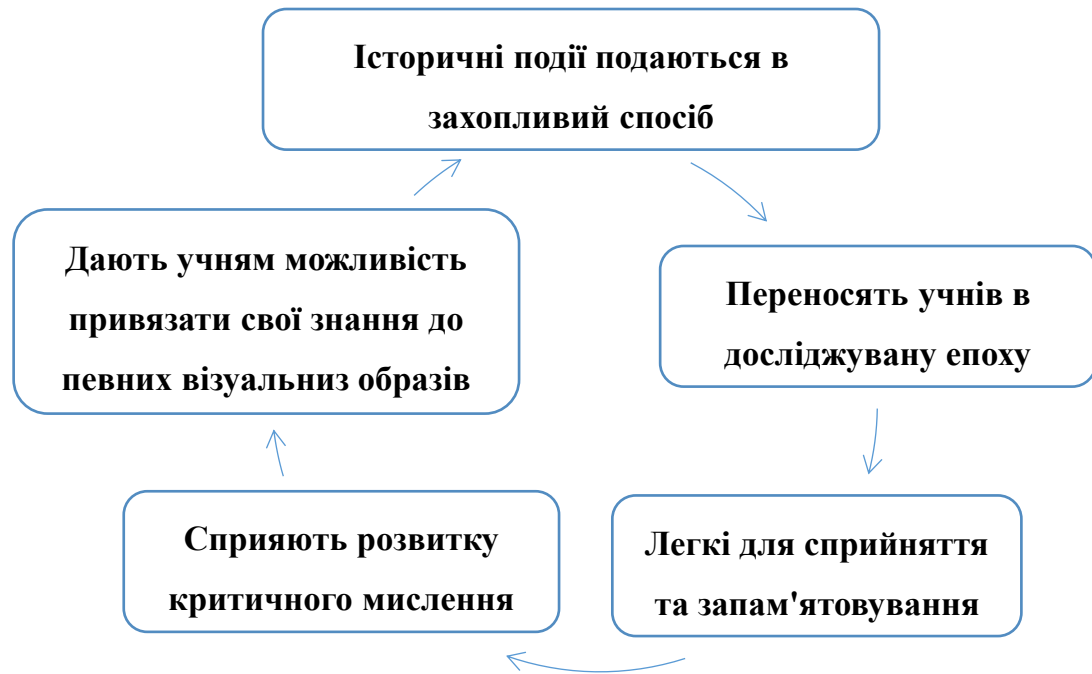 Історичні події подаються в
захопливий спосіб
Переносять учнів в
досліджувану епоху
Легкі для сприйняття
та запам'ятовування
Сприяють розвитку
критичного мислення
Дають учням можливість
привязати свої знання до
певних візуальниз образів